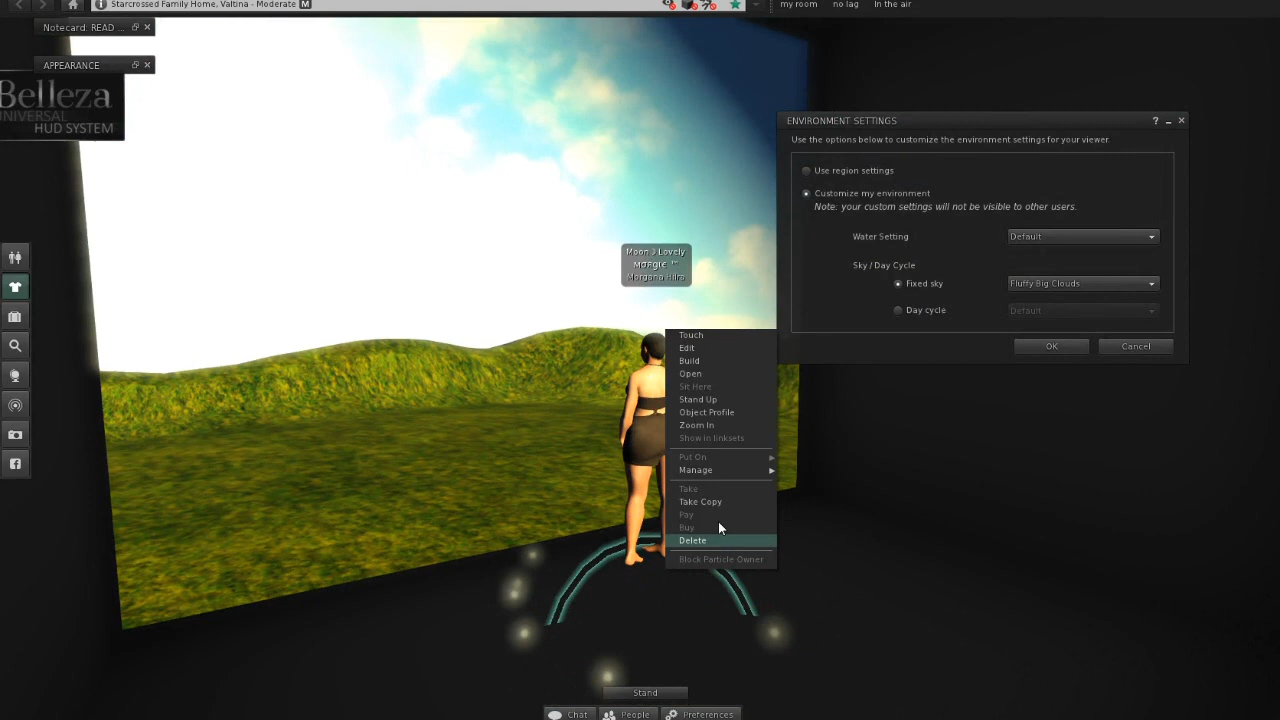 Starcrossed Family Home, Valtina - Moderate M
my room
no lag
In the air
Notecard. READ ...
APPEARANCE
Belleza
UNIVERSAL
HUD SYSTEM
ENVIRONMENT SETTINGS
Use the options below to customize the environment settings for your viewer.
Use region settings
Customize my environment
Note: your custom settings will not be visible to other users.
Water Setting
Default
Sky / Day Cycle
Fixed sky
Fluffy Big Clouds
Day cycle
Default
OK
Cancel
Moon Lovely
Morgana Hilra
Touch
Edit
Build
Open
Sit Here
Stand Up
Object Profile
Zoom In
Show in linksets
Put On
Manage
Take
Take Copy
Pay
Buy
Delete
Block Particle Owner
Stand
Chat
People
Preferences